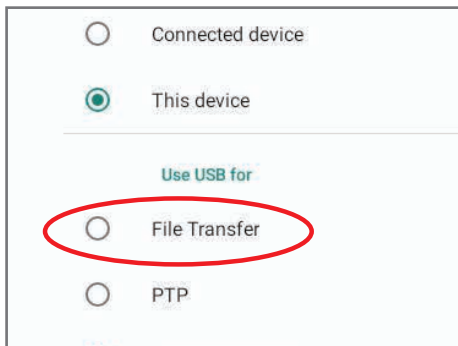 Connected device
This device
Use USB for
File Transfer
PTP